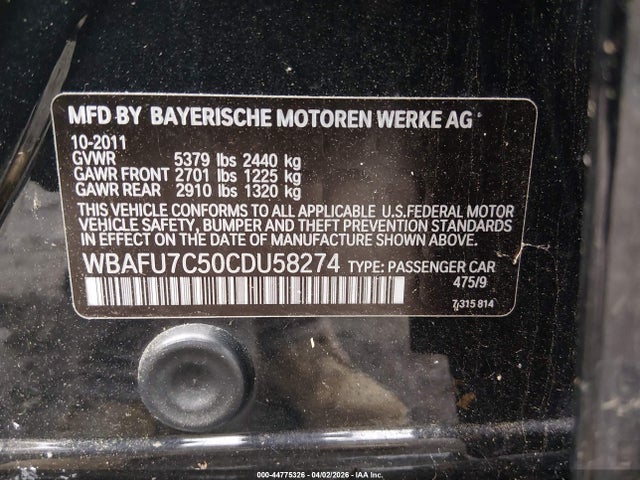 MFD BY BAYERISCHE MOTOREN WERKE AG
10-2011
GVWR 5379 lbs 2440 kg
GAWR FRONT 2701 lbs 1225 kg
GAWR REAR 2910 lbs 1320 kg
THIS VEHICLE CONFORMS TO ALL APPLICABLE U.S.FEDERAL MOTOR
VEHICLE SAFETY, BUMPER AND THEFT PREVENTION STANDARDS
IN EFFECT ON THE DATE OF MANUFACTURE SHOWN ABOVE.
WBAFU7C50CDU58274 TYPE: PASSENGER CAR
475/9
7 315 814
000-44775326 - 04/02/2026 - IAA Inc.